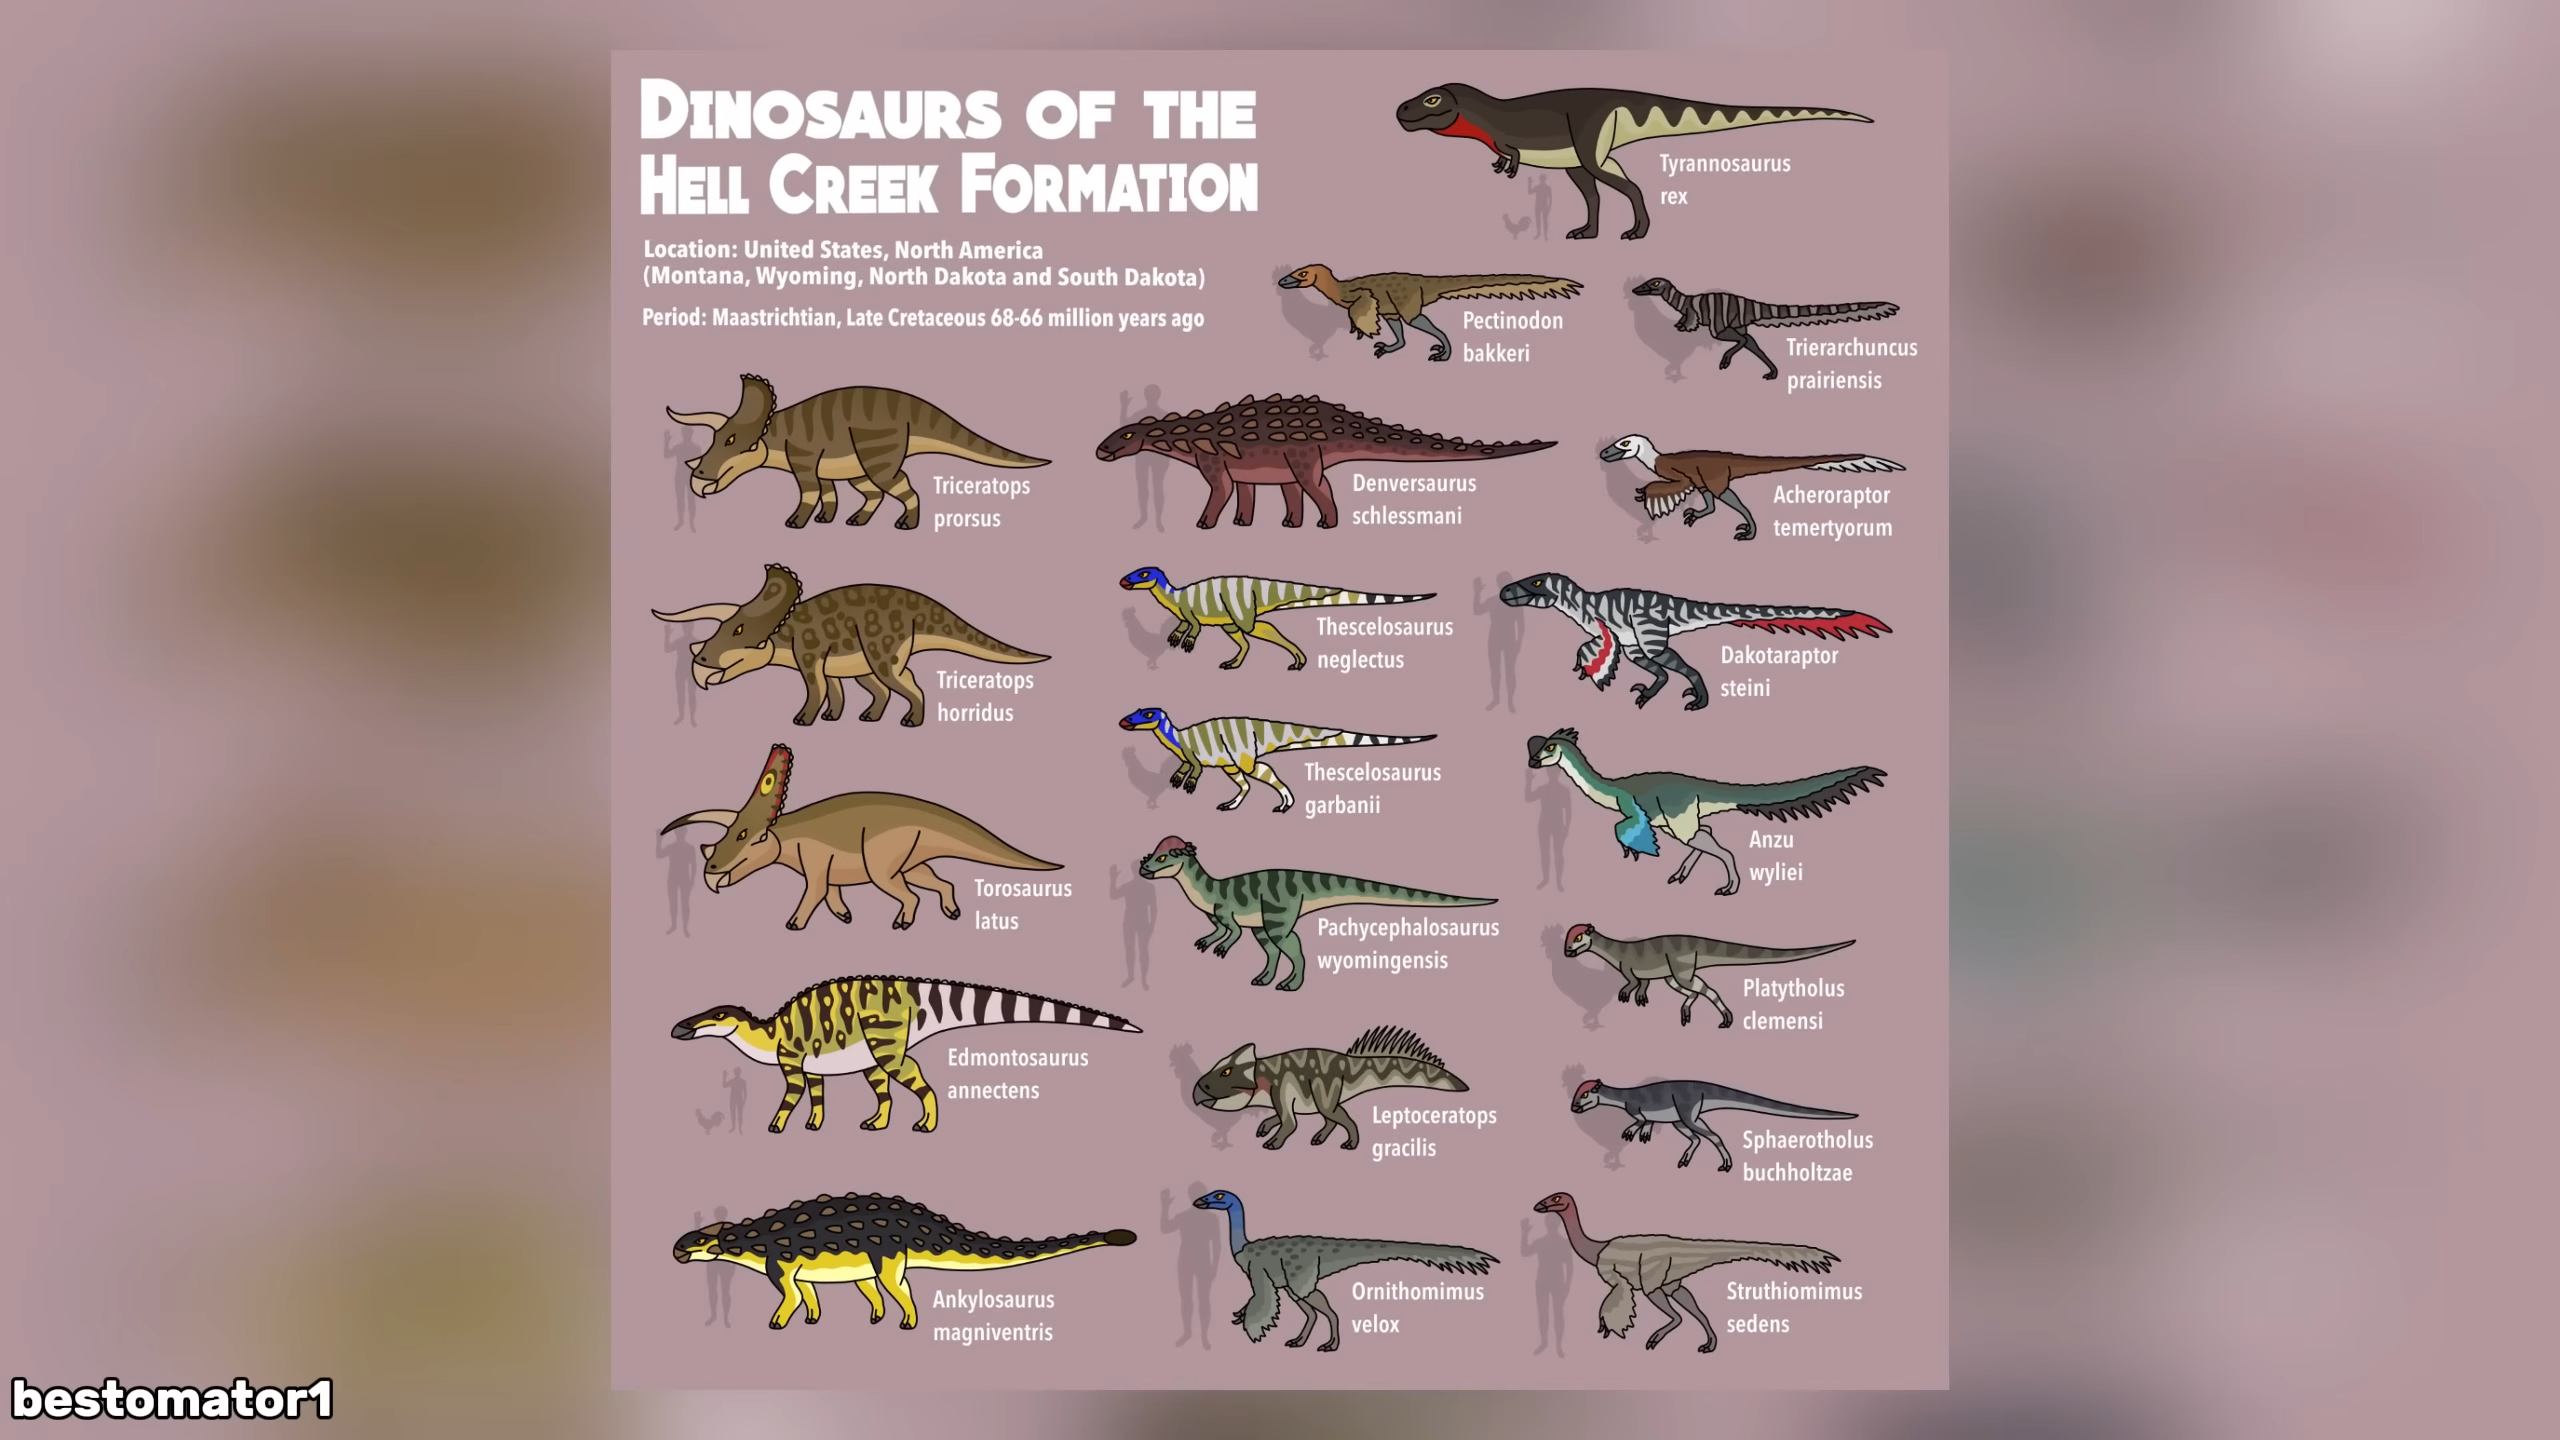 Dinosaurs of the
Hell Creek Formation
Location: United States, North America
(Montana, Wyoming, North Dakota and South Dakota)
Period: Maastrichtian, Late Cretaceous 68-66 million years ago
Tyrannosaurus
rex
Pectinodon
bakkeri
Trierarchuncus
prairiensis
Triceratops
prorsus
Denversaurus
schlessmani
Acheroraptor
temertyorum
Triceratops
horridus
Thescelosaurus
neglectus
Dakotaraptor
steini
Thescelosaurus
garbanii
Anzu
wyliei
Torosaurus
latus
Pachycephalosaurus
wyomingensis
Platytholus
clemensi
Edmontosaurus
annectens
Leptoceratops
gracilis
Sphaerotholus
buchholtzae
Ankylosaurus
magniventris
Ornithomimus
velox
Struthiomimus
sedens
bestomator1